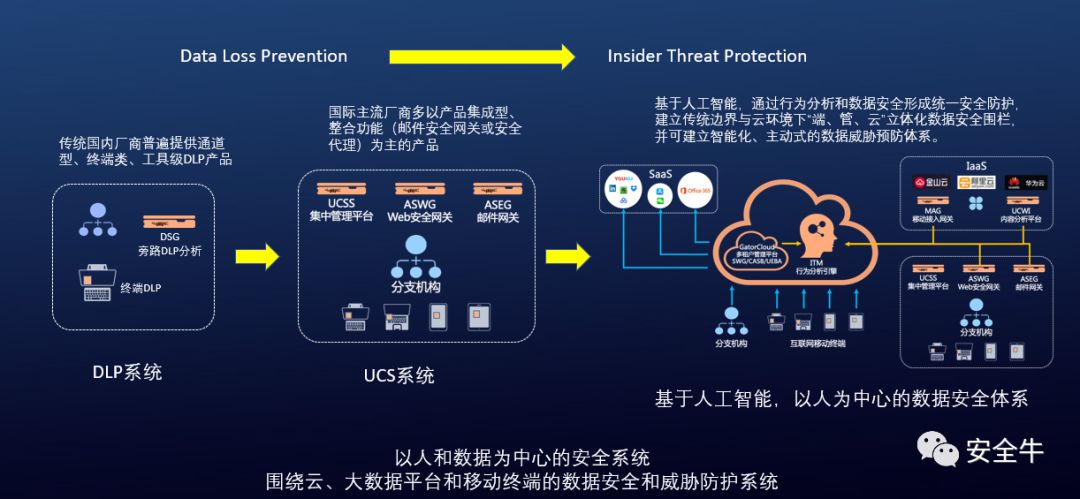 Data Loss Prevention
Insider Threat Protection
传统国内厂商普遍提供通道
型、终端类、工具级DLP产品
DSG
旁路DLP分析
终端DLP
DLP系统
国际主流厂商多以产品集成型、
整合功能（邮件安全网关或安全
代理）为主的产品
UCSS
集中管理平台
ASWG
Web安全网关
ASEG
邮件网关
分支机构
UCS系统
基于人工智能，通过行为分析和数据安全形成统一安全防护，
建立传统边界与云环境下“端、管、云”立体化数据安全围栏，
并可建立智能化、主动式的数据威胁预防体系。
YOUKU
SaaS
Office 365
IaaS
金山云
阿里云
华为云
MAG
移动接入网关
UCWI
内容分析平台
GatorCloud
多租户管理平台
SWG/CASB/UEBA
ITM
行为分析引擎
UCSS
集中管理平台
ASWG
Web安全网关
ASEG
邮件网关
分支机构
分支机构
互联网移动终端
基于人工智能，以人为中心的数据安全体系
以人和数据为中心的安全系统
围绕云、大数据平台和移动终端的数据安全和威胁防护系统
安全牛